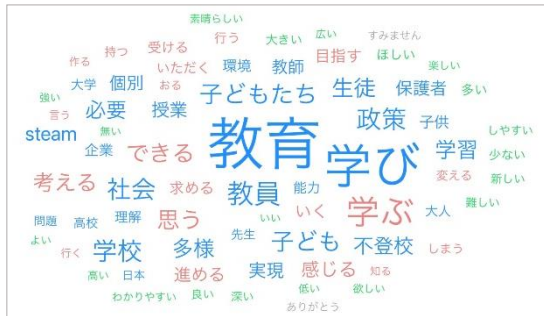 素晴らしい
行う 大きい 広い すみません
作る 持つ 受ける 目指す ほしい 楽しい
大学 個別 いただく 環境 教師
強い おる 子どもたち 生徒 保護者 多い
言う 必要 授業 教育 政策 子供 しやすい
steam 無い 学び 学習 少ない
企業 できる 変える 新しい
考える 社会 求める 教員 能力 学ぶ 大人 難しい
問題 高校 理解 思う いい いく
よい 行く 学校 多様 先生 子ども 不登校 しまう
高い 日本 進める 実現 感じる 知る
わかりやすい 良い 深い 低い 欲しい
ありがとう